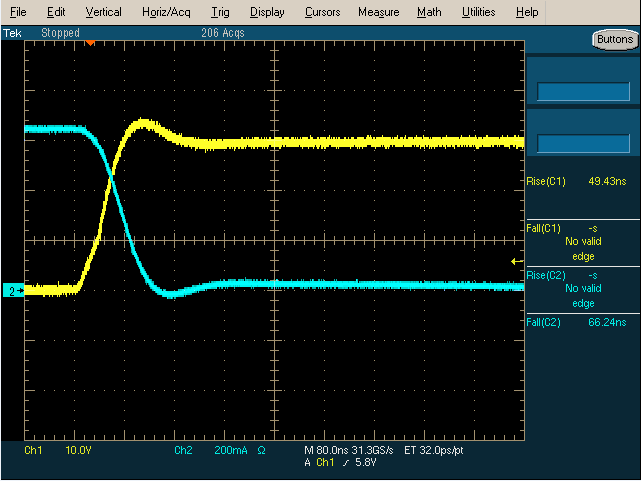 File Edit Vertical Horiz/Acq Trig Display Cursors Measure Math Utilities Help
Tek Stopped 206 Acqs Buttons
Rise(C1) 49.43ns
Fall(C1) -s
No valid
edge
Rise(C2) -s
No valid
edge
Fall(C2) 66.24ns
2
Ch1 10.0V Ch2 200mA Ω M 80.0ns 31.3GS/s ET 32.0ps/pt
A Ch1 5.8V